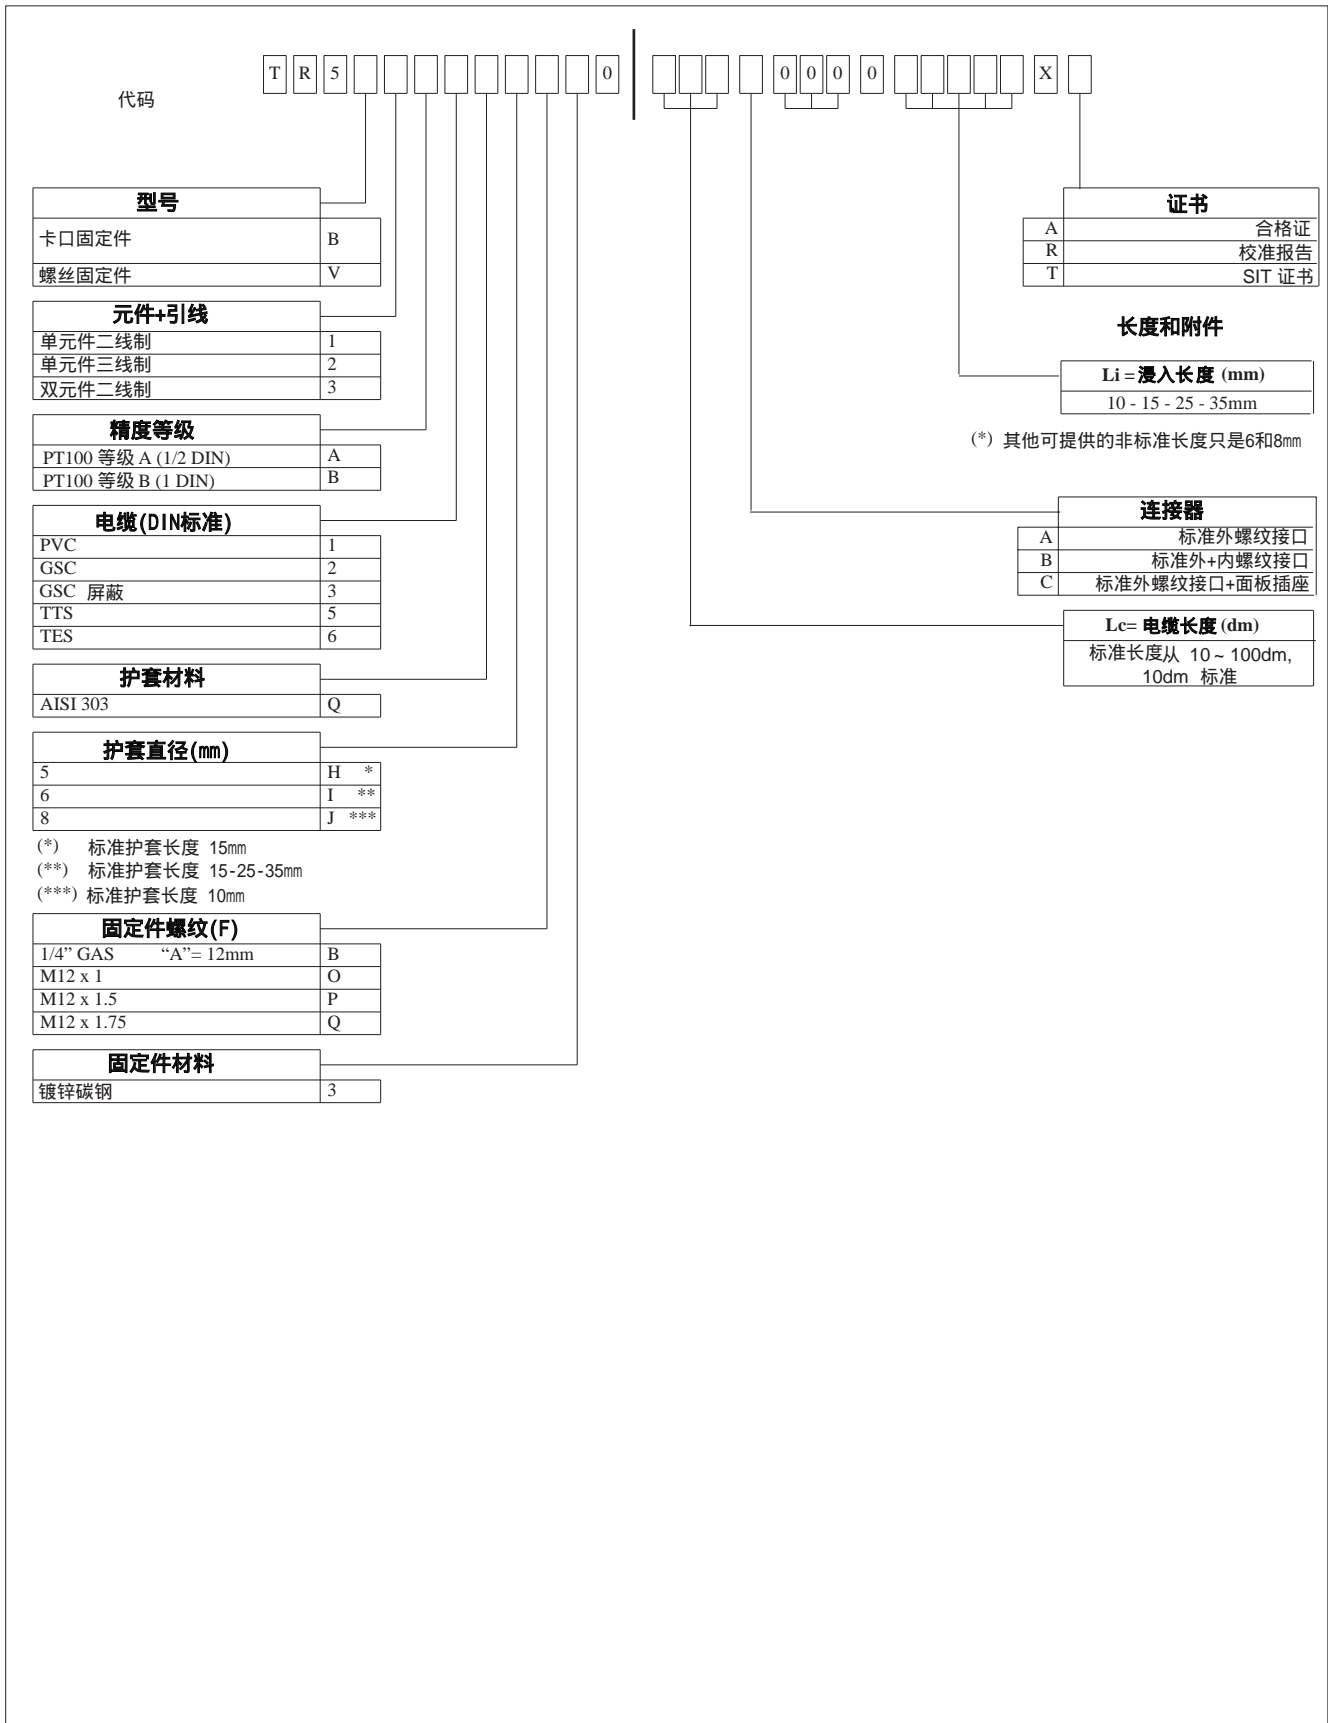 T R 5 0 0 0 0 0 X
代码
型号
卡口固定件 B
螺丝固定件 V
元件+引线
单元件二线制 1
单元件三线制 2
双元件二线制 3
精度等级
PT100 等级 A (1/2 DIN) A
PT100 等级 B (1 DIN) B
电缆(DIN标准)
PVC 1
GSC 2
GSC 屏蔽 3
TTS 5
TES 6
护套材料
AISI 303 Q
护套直径(mm)
5 H *
6 I **
8 J ***
(*) 标准护套长度 15mm
(**) 标准护套长度 15-25-35mm
(***) 标准护套长度 10mm
固定件螺纹(F)
1/4” GAS “A”= 12mm B
M12 x 1 O
M12 x 1.5 P
M12 x 1.75 Q
固定件材料
镀锌碳钢 3
证书
A 合格证
R 校准报告
T SIT 证书
长度和附件
Li =浸入长度 (mm)
10 - 15 - 25 - 35mm
(*) 其他可提供的非标准长度只是6和8mm
连接器
A 标准外螺纹接口
B 标准外+内螺纹接口
C 标准外螺纹接口+面板插座
Lc= 电缆长度 (dm)
标准长度从 10 ~ 100dm,
10dm 标准